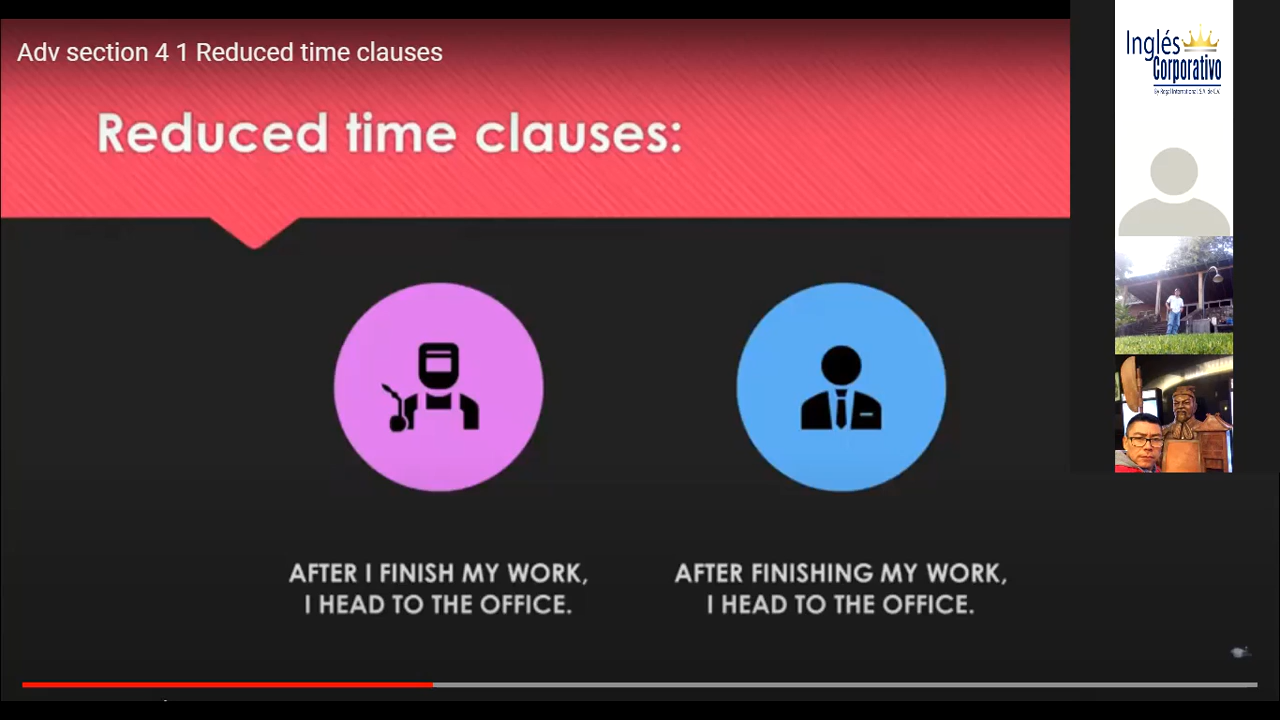 Adv section 4 1 Reduced time clauses
Reduced time clauses:
AFTER I FINISH MY WORK,
I HEAD TO THE OFFICE.
AFTER FINISHING MY WORK,
I HEAD TO THE OFFICE.
Inglés
Corporativo